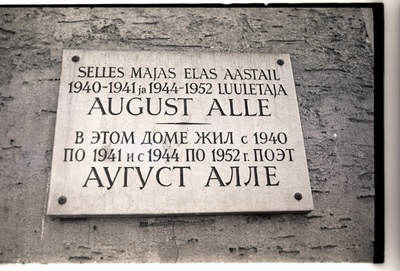 SELLES MAJAS ELAS AASTAIL
1940-1941 ja 1944-1952 LUULETAJA
AUGUST ALLE
В ЭТОМ ДОМЕ ЖИЛ с 1940
ПО 1941 и с 1944 ПО 1952 г. ПОЭТ
АУГУСТ АЛЛЕ